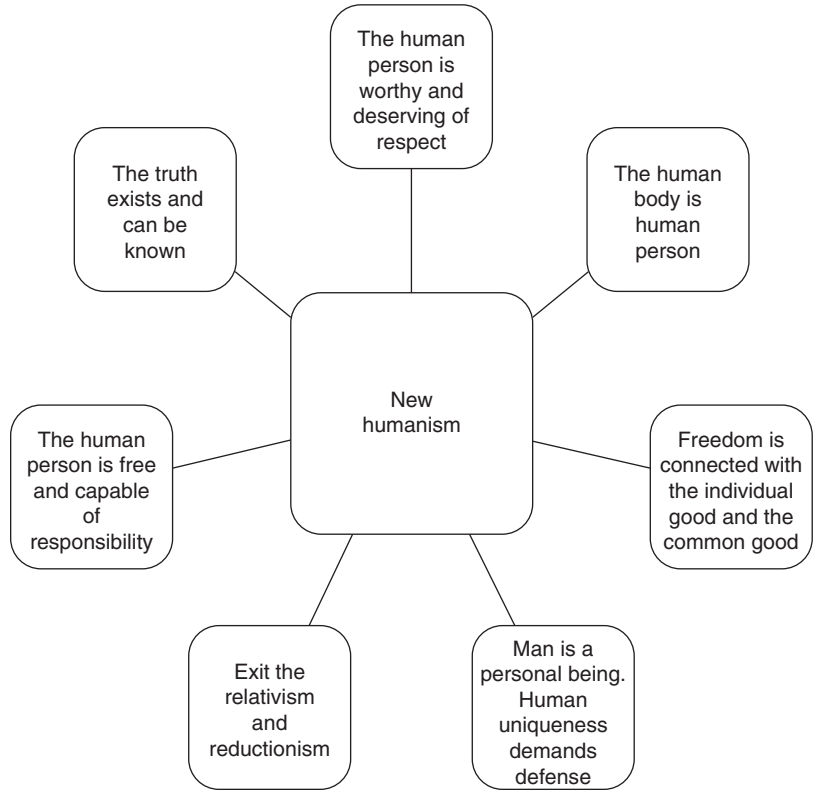 The human
person is
worthy and
deserving of
respect
The truth
exists and
can be
known
The human
body is
human
person
New
humanism
The human
person is free
and capable
of
responsibility
Freedom is
connected with
the individual
good and the
common good
Exit the
relativism
and
reductionism
Man is a
personal being.
Human
uniqueness
demands
defense